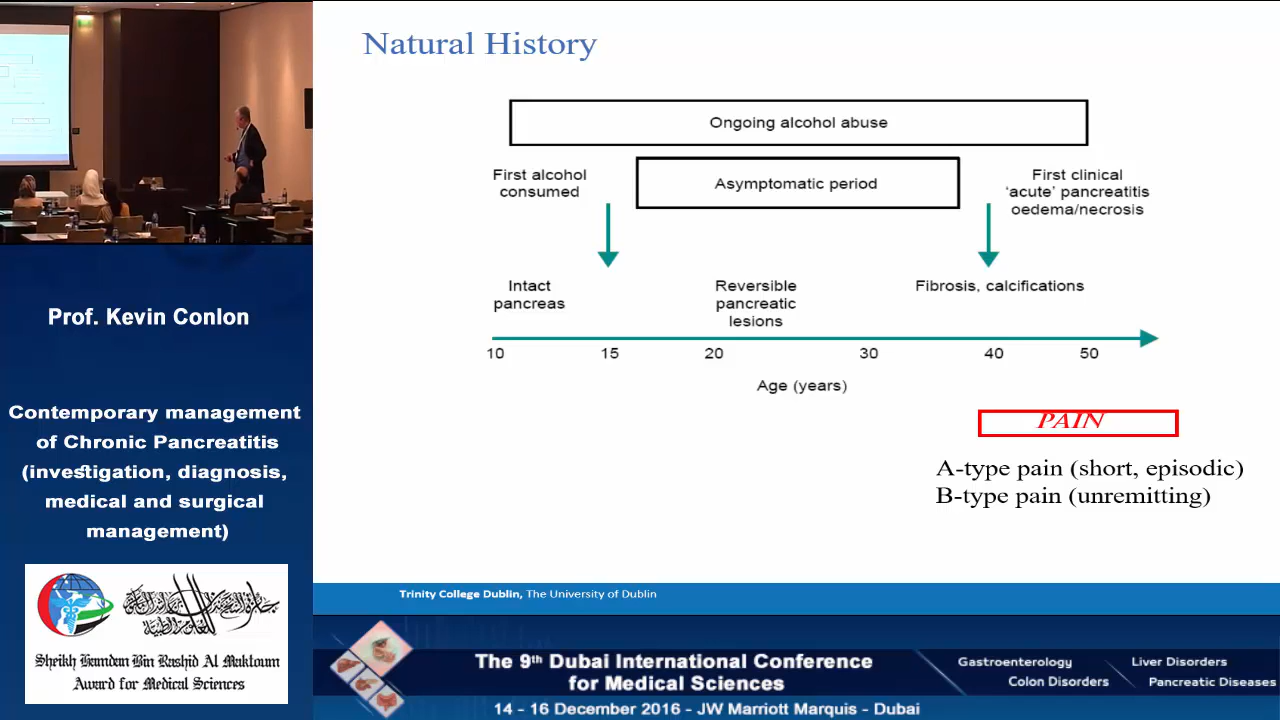 Natural History
Ongoing alcohol abuse
Asymptomatic period
First alcohol
consumed
First clinical
‘acute’ pancreatitis
oedema/necrosis
Intact
pancreas
Reversible
pancreatic
lesions
Fibrosis, calcifications
10 15 20 30 40 50
Age (years)
PAIN
A-type pain (short, episodic)
B-type pain (unremitting)
Trinity College Dublin, The University of Dublin
Prof. Kevin Conlon
Contemporary management
of Chronic Pancreatitis
(investigation, diagnosis,
medical and surgical
management)
Sheikh Hamdan Bin Rashid Al Maktoum
Award for Medical Sciences
The 9th Dubai International Conference
for Medical Sciences
14 - 16 December 2016 - JW Marriott Marquis - Dubai
Gastroenterology
Liver Disorders
Colon Disorders
Pancreatic Diseases